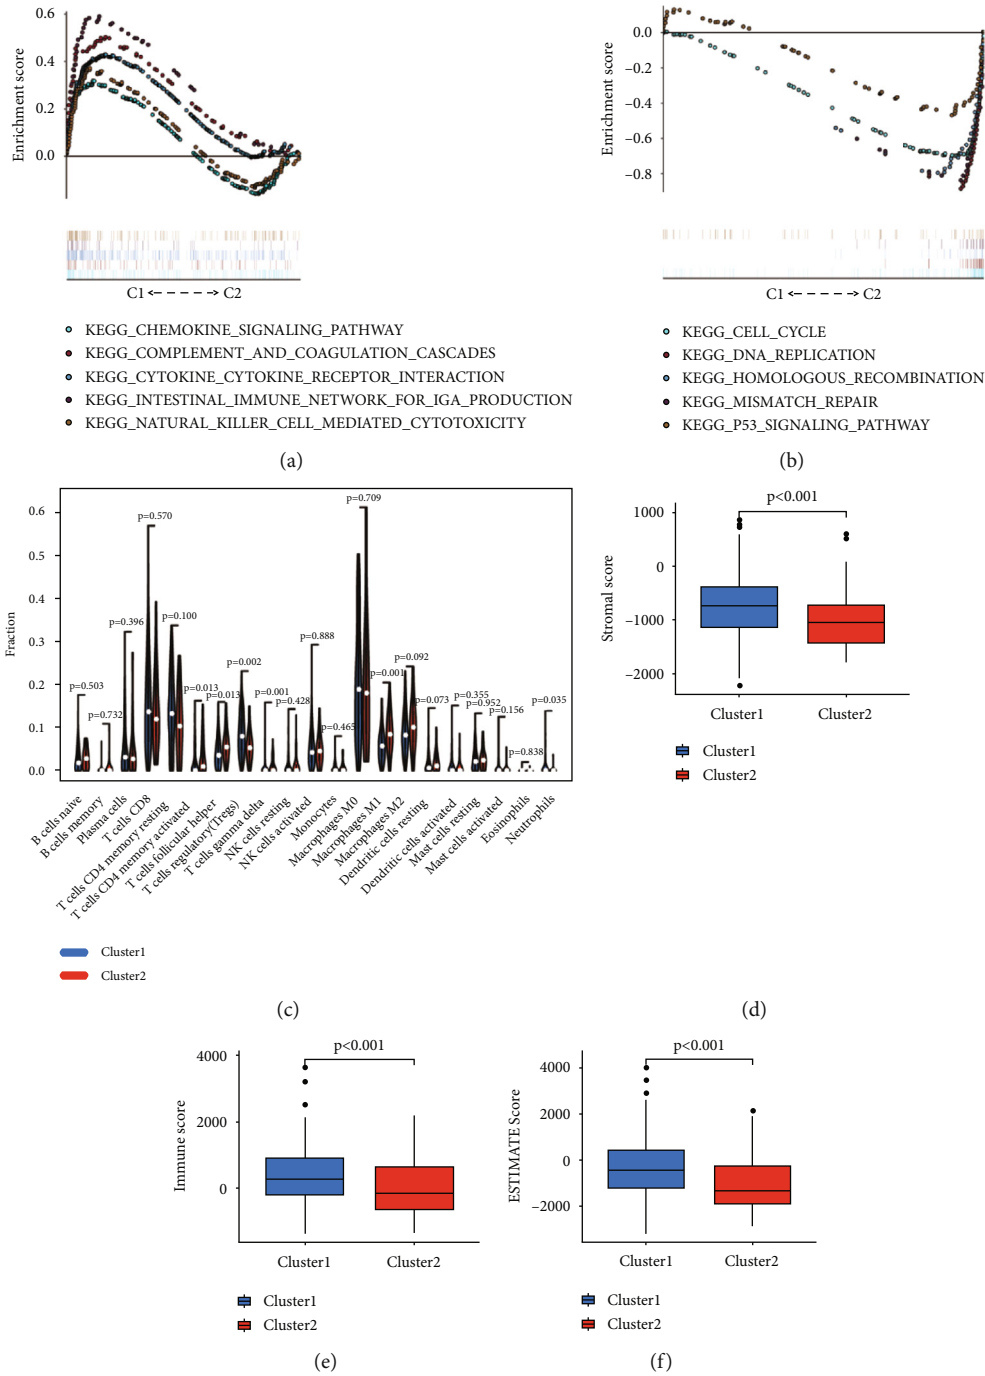 Enrichment score
0.6
0.4
0.2
0.0
C1 C2
KEGG_CHEMOKINE_SIGNALING_PATHWAY
KEGG_COMPLEMENT_AND_COAGULATION_CASCADES
KEGG_CYTOKINE_CYTOKINE_RECEPTOR_INTERACTION
KEGG_INTESTINAL_IMMUNE_NETWORK_FOR_IGA_PRODUCTION
KEGG_NATURAL_KILLER_CELL_MEDIATED_CYTOTOXICITY
(a)
Enrichment score
0.0
−0.2
−0.4
−0.6
−0.8
C1 C2
KEGG_CELL_CYCLE
KEGG_DNA_REPLICATION
KEGG_HOMOLOGOUS_RECOMBINATION
KEGG_MISMATCH_REPAIR
KEGG_P53_SIGNALING_PATHWAY
(b)
Fraction
0.6
0.5
0.4
0.3
0.2
0.1
0.0
p=0.503
p=0.732
p=0.396
p=0.570
p=0.100
p=0.013
p=0.013
p=0.002
p=0.001
p=0.428
p=0.888
p=0.465
p=0.709
p=0.001
p=0.092
p=0.073
p=0.355
p=0.952
p=0.156
p=0.838
p=0.035
B cells naive
B cells memory
Plasma cells
T cells CD8
T cells CD4 memory resting
T cells CD4 memory activated
T cells follicular helper
T cells regulatory(Tregs)
T cells gamma delta
NK cells resting
NK cells activated
Monocytes
Macrophages M0
Macrophages M1
Macrophages M2
Dendritic cells resting
Dendritic cells activated
Mast cells resting
Mast cells activated
Eosinophils
Neutrophils
Cluster1
Cluster2
(c)
Stromal score
1000
0
−1000
−2000
p<0.001
Cluster1 Cluster2
Cluster1
Cluster2
(d)
Immune score
4000
2000
0
p<0.001
Cluster1 Cluster2
Cluster1
Cluster2
(e)
ESTIMATE Score
4000
2000
0
−2000
p<0.001
Cluster1 Cluster2
Cluster1
Cluster2
(f)